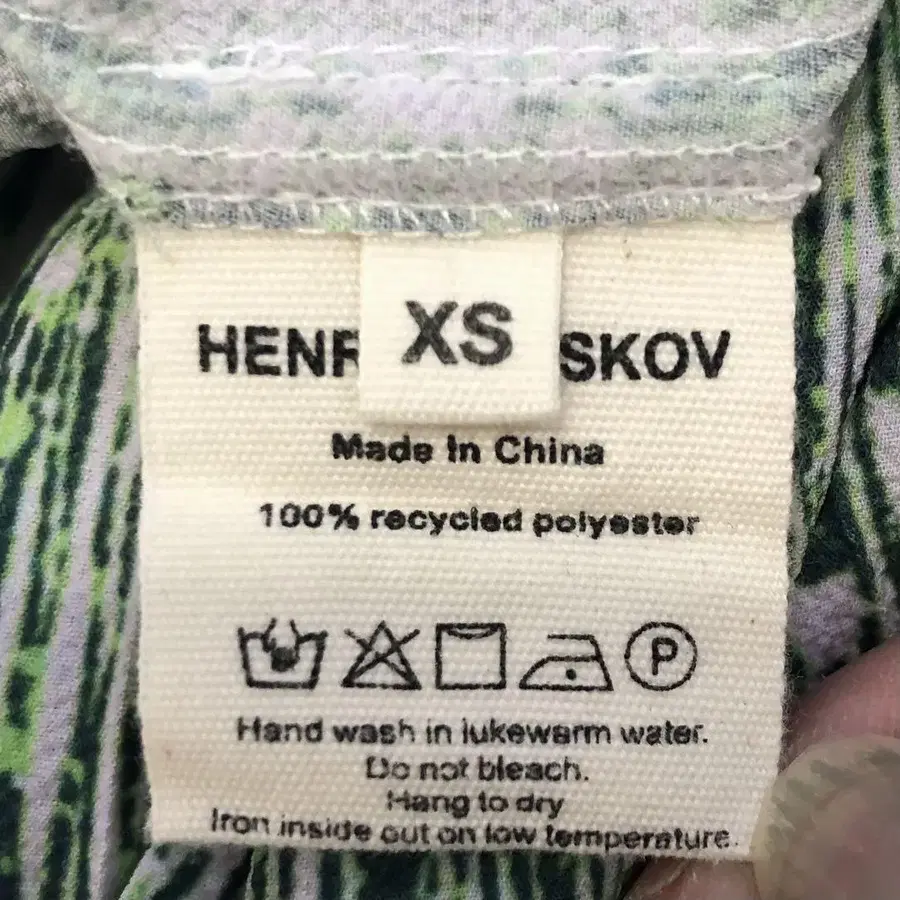 XS
HENR SKOV
Made In China
100% recycled polyester
P
Hand wash in lukewarm water.
Do not bleach.
Hang to dry
Iron inside out on low temperature.